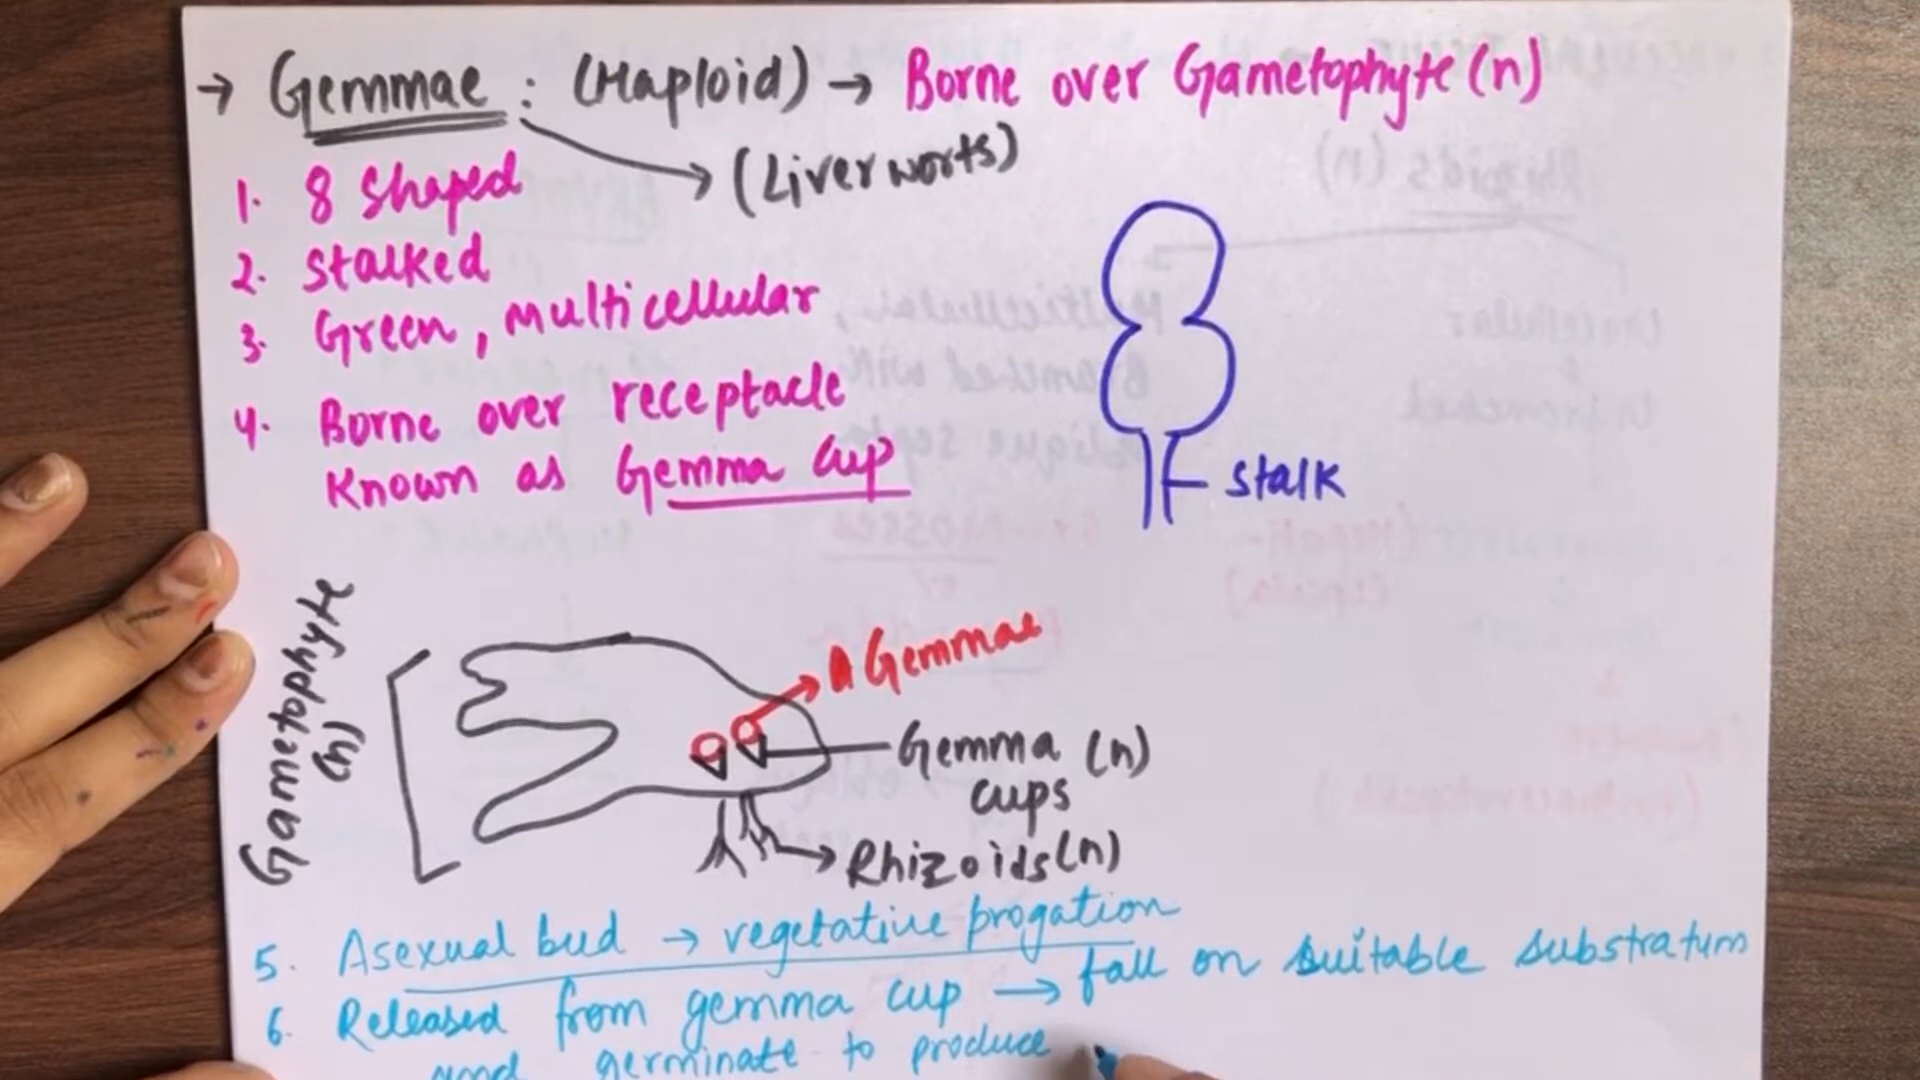 → Gemmae : (Haploid) → Borne over Gametophyte (n)
→ (Liverworts)
1. 8 shaped
2. Stalked
3. Green, multicellular
4. Borne over receptacle
Known as Gemma cup
stalk
Gametophyte
(n)
Gemmae
Gemma (n)
cups
Rhizoids (n)
5. Asexual bud → vegetative progation
6. Released from gemma cup → fall on suitable substratum
and germinate to produce